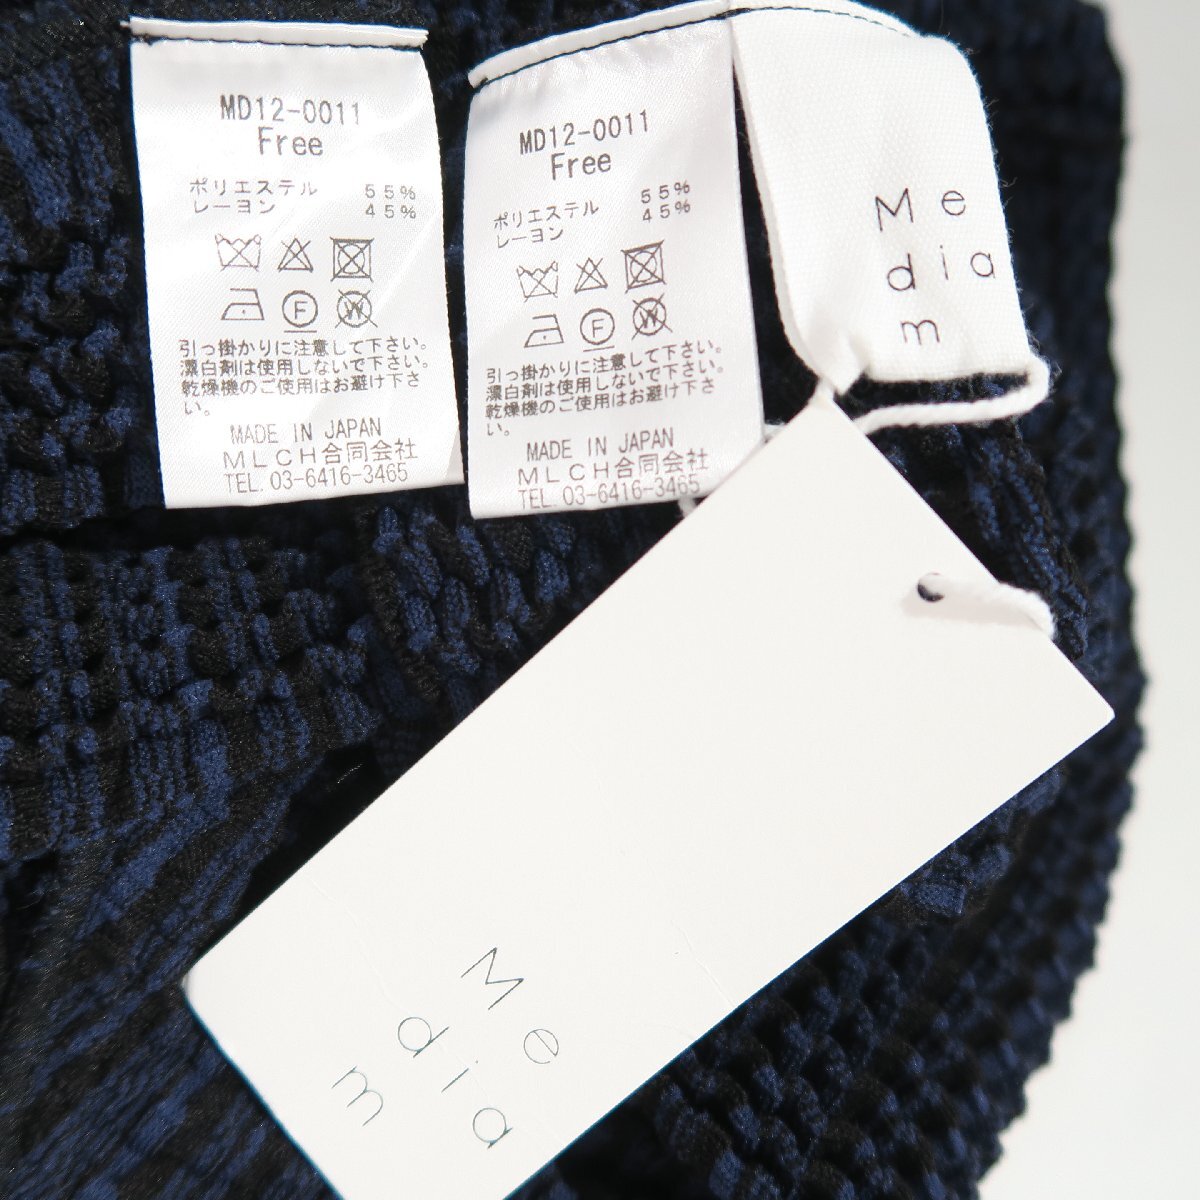 MD12-0011
Free
ポリエステル 55%
レーヨン 45%
F
W
引っ掛かりに注意して下さい。
漂白剤は使用しないで下さい。
乾燥機のご使用はお避け下さ
い。
MADE IN JAPAN
MLCH合同会社
TEL. 03-6416-3465
MD12-0011
Free
ポリエステル 55%
レーヨン 45%
F
W
引っ掛かりに注意して下さい。
漂白剤は使用しないで下さい。
乾燥機のご使用はお避け下さ
い。
MADE IN JAPAN
MLCH合同会社
TEL. 03-6416-3465
Me
dia
m
Me
dia
m